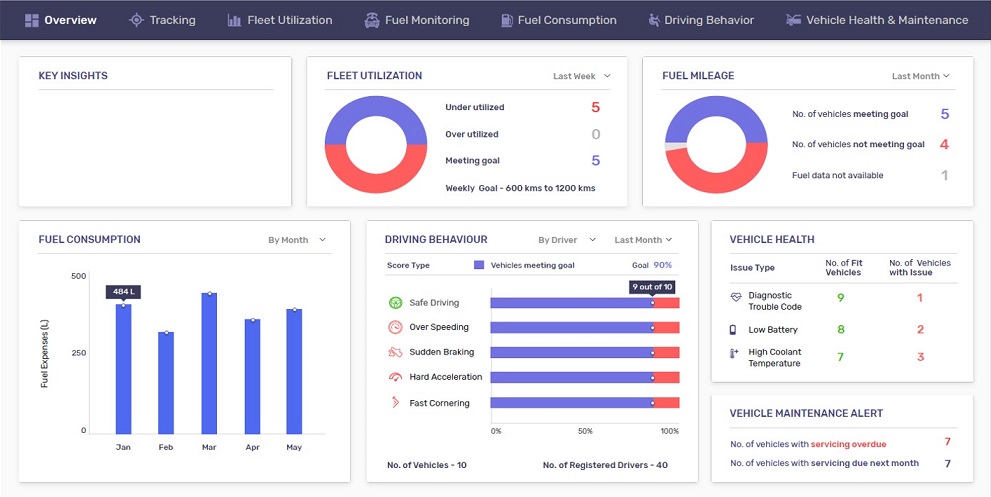 Overview Tracking Fleet Utilization Fuel Monitoring Fuel Consumption Driving Behavior Vehicle Health & Maintenance
KEY INSIGHTS
FLEET UTILIZATION Last Week
Under utilized 5
Over utilized 0
Meeting goal 5
Weekly Goal - 600 kms to 1200 kms
FUEL MILEAGE Last Month
No. of vehicles meeting goal 5
No. of vehicles not meeting goal 4
Fuel data not available 1
FUEL CONSUMPTION By Month
Fuel Expenses (L)
500
250
0
484 L
Jan Feb Mar Apr May
DRIVING BEHAVIOUR By Driver Last Month
Score Type Vehicles meeting goal Goal 90%
9 out of 10
Safe Driving
Over Speeding
Sudden Braking
Hard Acceleration
Fast Cornering
0% 50% 100%
No. of Vehicles - 10 No. of Registered Drivers - 40
VEHICLE HEALTH
Issue Type
No. of Fit
Vehicles
No. of Vehicles
with Issue
Diagnostic
Trouble Code
9 1
Low Battery 8 2
High Coolant
Temperature
7 3
VEHICLE MAINTENANCE ALERT
No. of vehicles with servicing overdue 7
No. of vehicles with servicing due next month 7